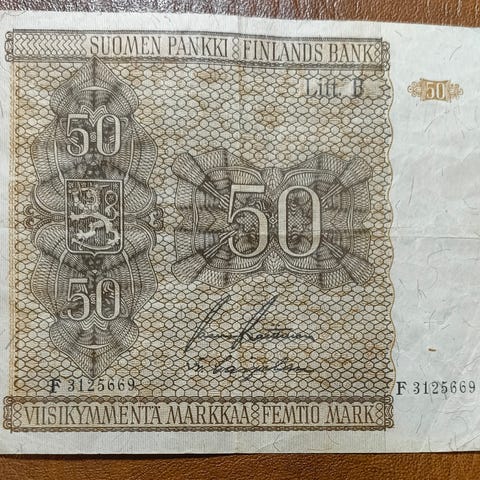 SUOMEN PANKKI FINLANDS BANK
Litt. B
50
50
50
50
F 3125669
F 3125669
VIISIKYMMENTÄ MARKKAA FEMTIO MARK